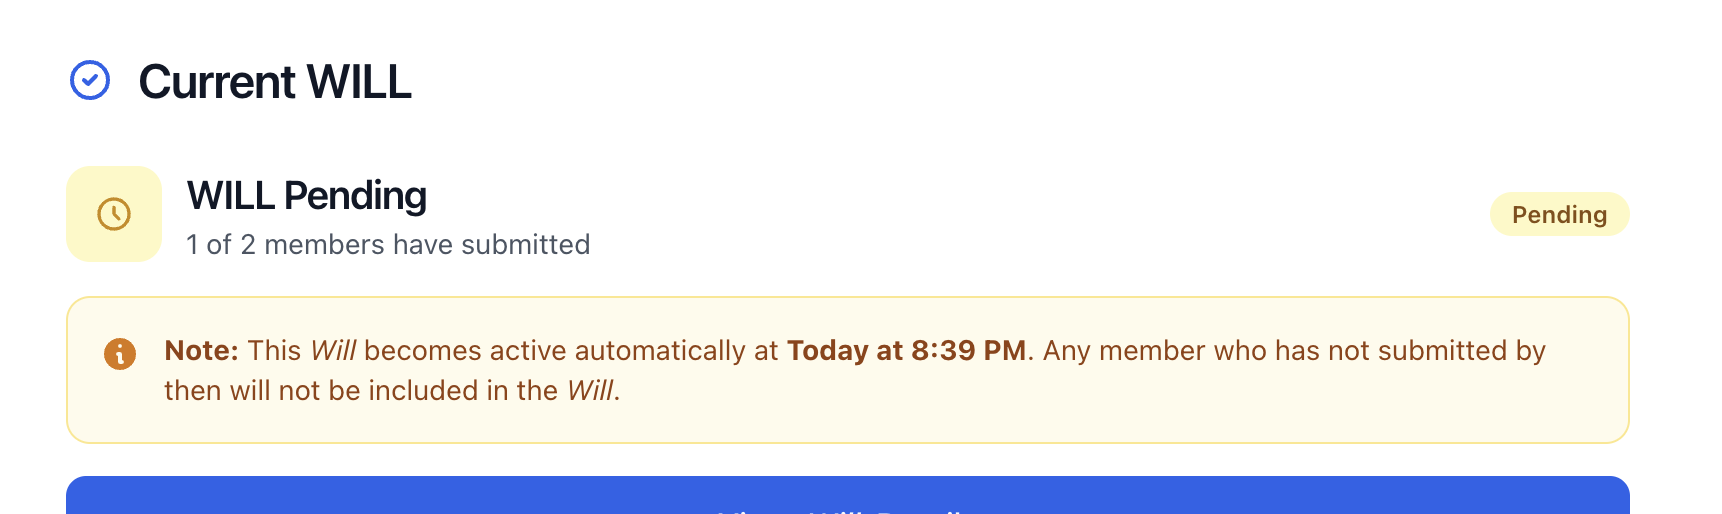 Current WILL
WILL Pending
1 of 2 members have submitted
Pending
Note: This Will becomes active automatically at Today at 8:39 PM. Any member who has not submitted by
then will not be included in the Will.